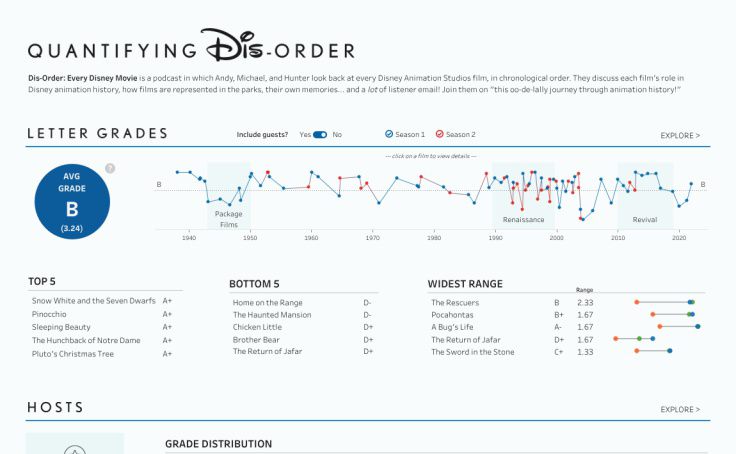 QUANTIFYING Dis-ORDER
Dis-Order: Every Disney Movie is a podcast in which Andy, Michael, and Hunter look back at every Disney Animation Studios film, in chronological order. They discuss each film's role in
Disney animation history, how films are represented in the parks, their own memories... and a lot of listener email! Join them on "this oo-de-lally journey through animation history!"
LETTER GRADES
Include guests? Yes No
Season 1 Season 2
EXPLORE >
--- click on a film to view details ---
AVG
GRADE
B
(3.24)
?
B
B
Package
Films
Renaissance
Revival
1940 1950 1960 1970 1980 1990 2000 2010 2020
TOP 5
Snow White and the Seven Dwarfs A+
Pinocchio A+
Sleeping Beauty A+
The Hunchback of Notre Dame A+
Pluto's Christmas Tree A+
BOTTOM 5
Home on the Range D-
The Haunted Mansion D-
Chicken Little D+
Brother Bear D+
The Return of Jafar D+
WIDEST RANGE Range
The Rescuers B 2.33
Pocahontas B+ 1.67
A Bug's Life A- 1.67
The Return of Jafar D+ 1.67
The Sword in the Stone C+ 1.33
HOSTS
EXPLORE >
GRADE DISTRIBUTION